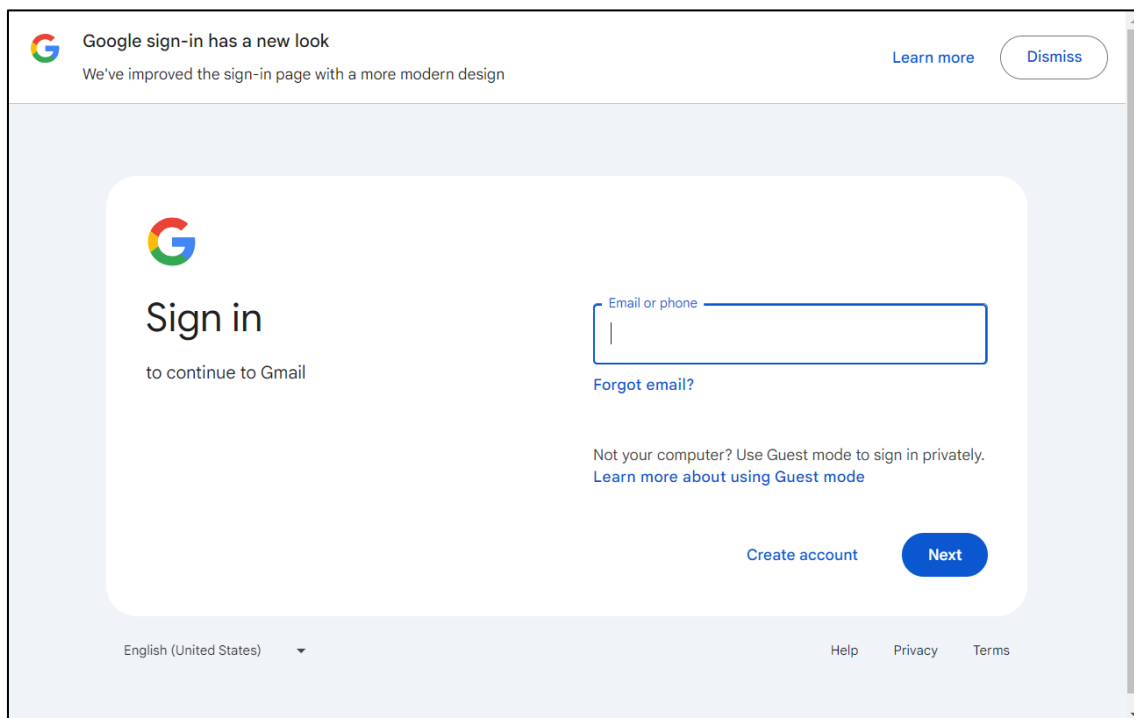 Google sign-in has a new look
We've improved the sign-in page with a more modern design
Learn more
Dismiss
Sign in
to continue to Gmail
Email or phone
Forgot email?
Not your computer? Use Guest mode to sign in privately.
Learn more about using Guest mode
Create account
Next
English (United States)
Help
Privacy
Terms